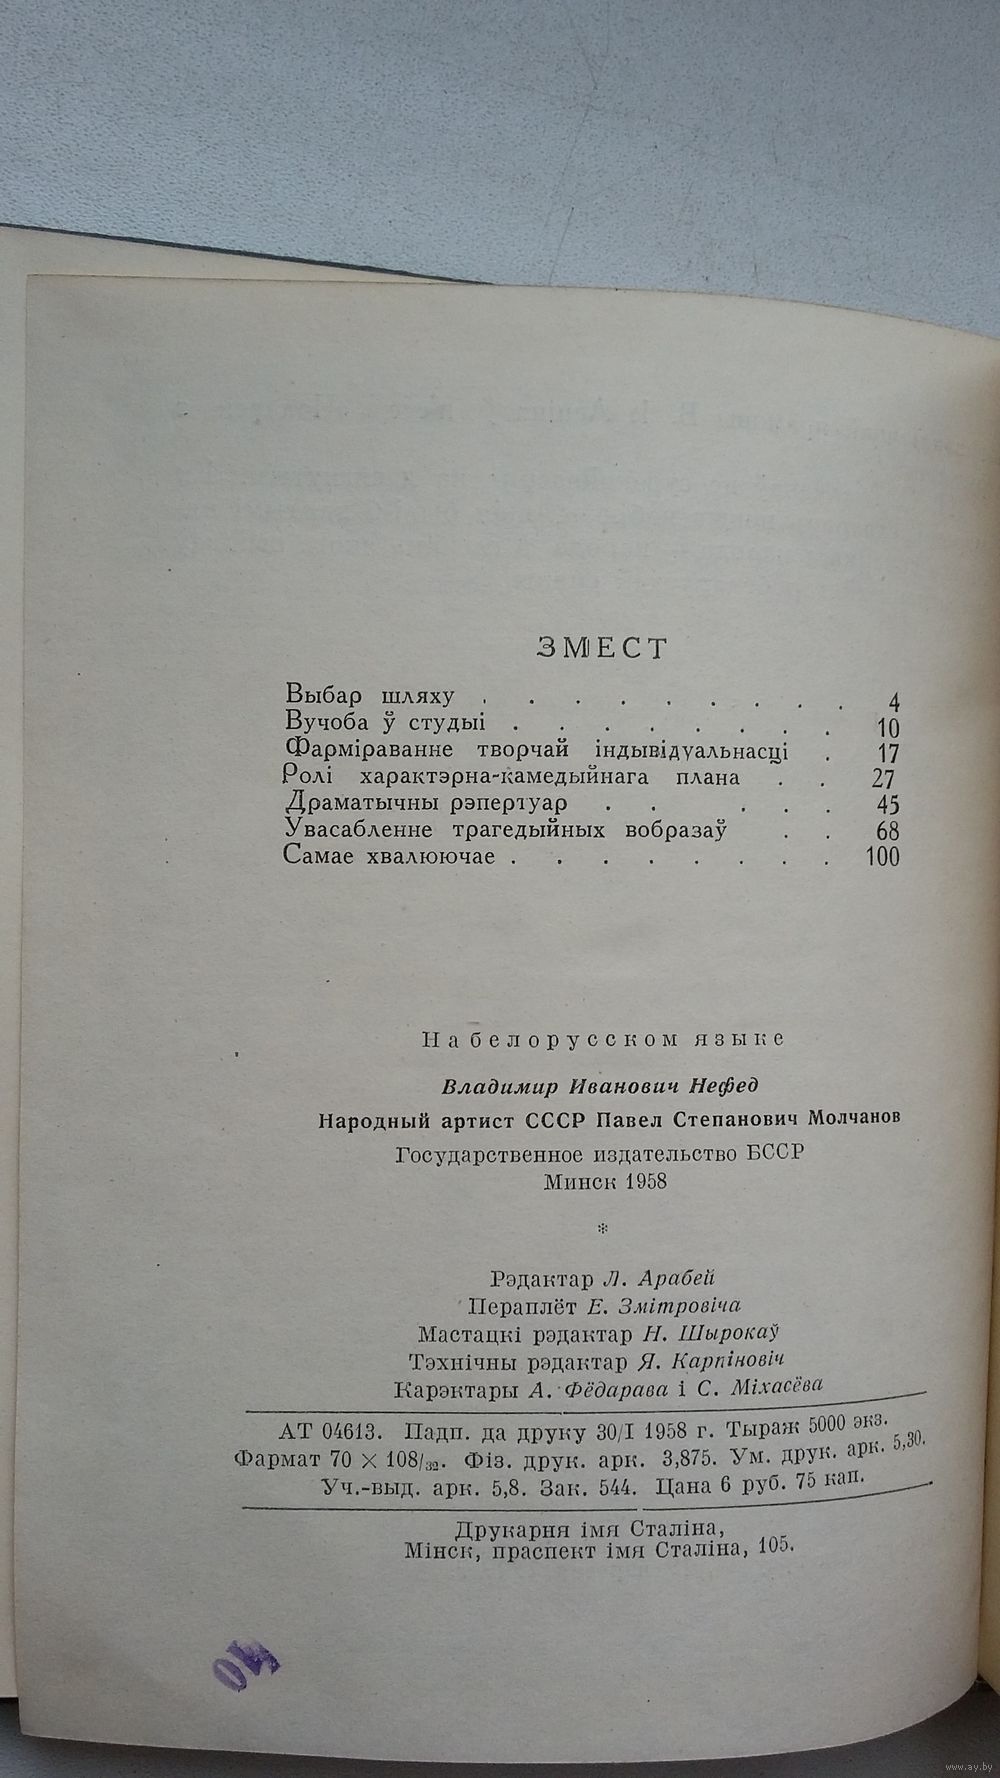 ЗМЕСТ
Выбар шляху . . . . . . . . . 4
Вучоба ў студыі . . . . . . . . 10
Фарміраванне творчай індывідуальнасці . 17
Ролі характэрна-камедыйнага плана . . 27
Драматычны рэпертуар . . . . . 45
Увасабленне трагедыйных вобразаў . . 68
Самае хвалюючае . . . . . . . . 100
На белорусском языке
Владимир Иванович Нефед
Народный артист СССР Павел Степанович Молчанов
Государственное издательство БССР
Минск 1958
*
Рэдактар Л. Арабей
Пераплёт Е. Змітровіча
Мастацкі рэдактар Н. Шырокаў
Тэхнічны рэдактар Я. Карпіновіч
Карэктары А. Фёдарава і С. Міхасёва
АТ 04613. Падп. да друку 30/I 1958 г. Тыраж 5000 экз.
Фармат 70 × 108/32. Фіз. друк. арк. 3,875. Ум. друк. арк. 5,30.
Уч.-выд. арк. 5,8. Зак. 544. Цана 6 руб. 75 кап.
Друкарня імя Сталіна,
Мінск, праспект імя Сталіна, 105.
www.ay.by